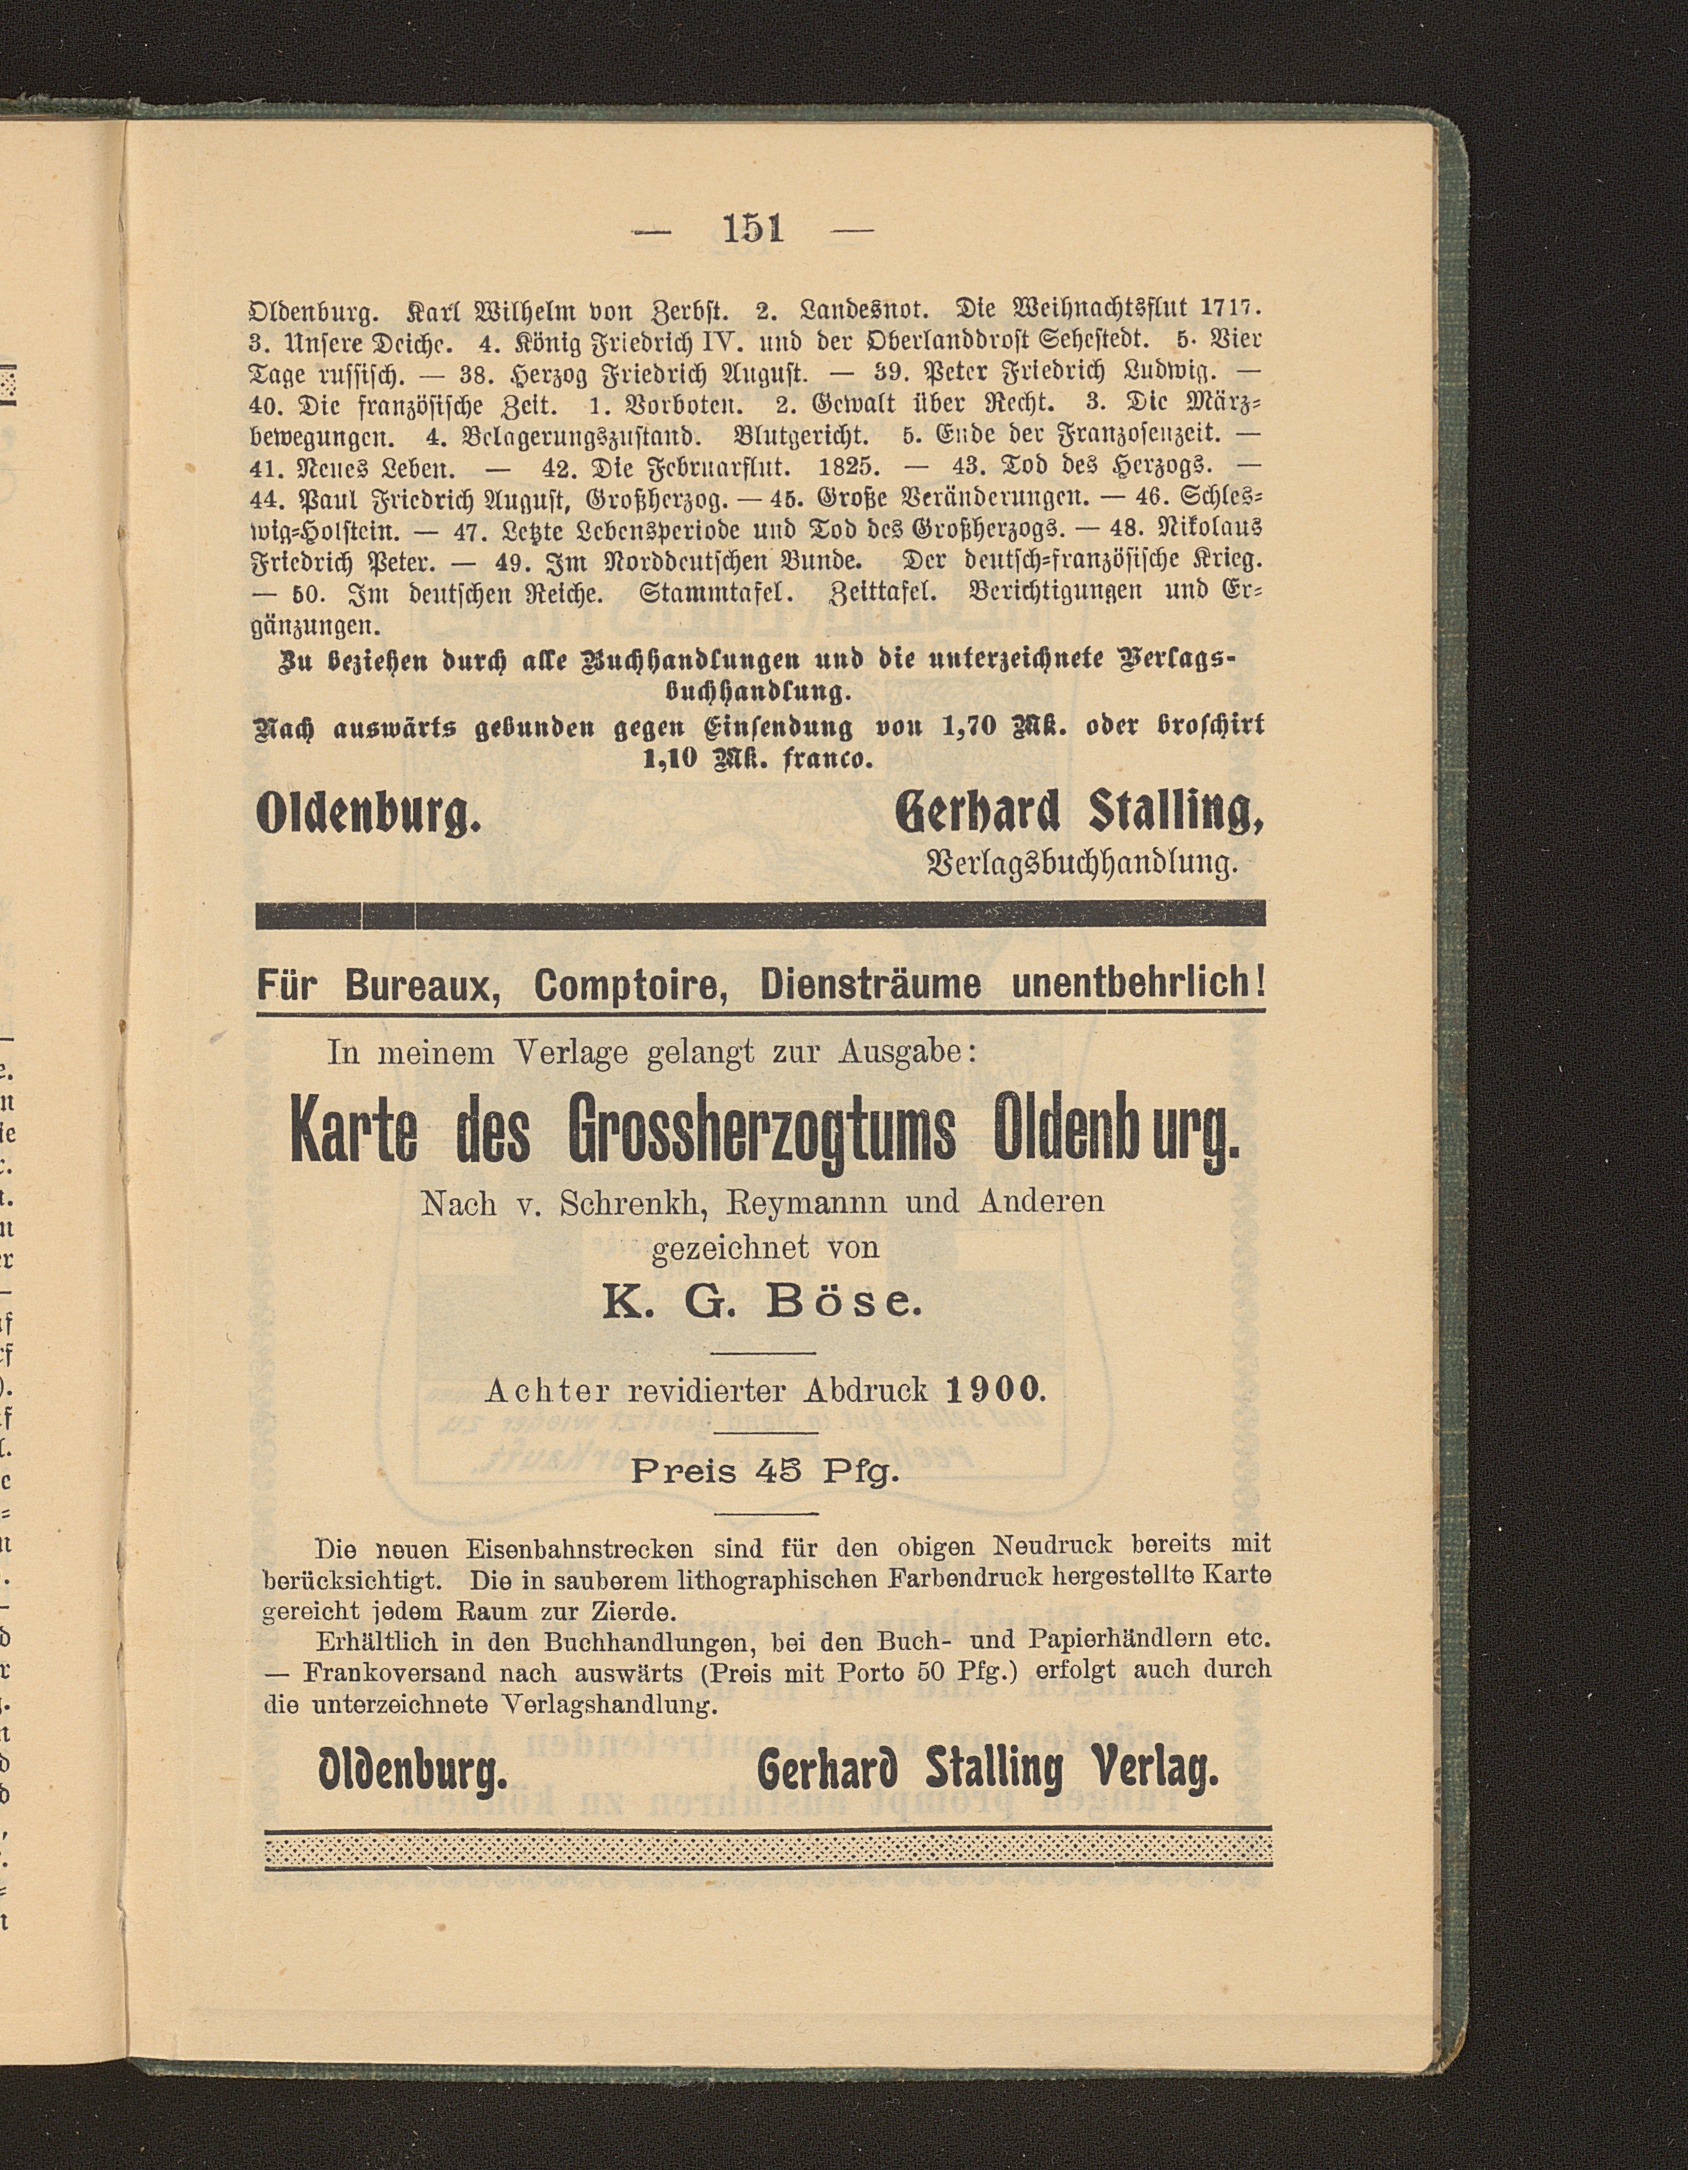 — 151 —
Oldenburg. Karl Wilhelm von Zerbst. 2. Landesnot. Die Weihnachtsflut 1717.
3. Unsere Deiche. 4. König Friedrich IV. und der Oberlanddrost Sehestedt. 5. Vier
Tage russisch. — 38. Herzog Friedrich August. — 39. Peter Friedrich Ludwig. —
40. Die französische Zeit. 1. Vorboten. 2. Gewalt über Recht. 3. Die März-
bewegungen. 4. Belagerungszustand. Blutgericht. 5. Ende der Franzosenzeit. —
41. Neues Leben. — 42. Die Februarflut. 1825. — 43. Tod des Herzogs. —
44. Paul Friedrich August, Großherzog. — 45. Große Veränderungen. — 46. Schles-
wig-Holstein. — 47. Letzte Lebensperiode und Tod des Großherzogs. — 48. Nikolaus
Friedrich Peter. — 49. Im Norddeutschen Bunde. Der deutsch-französische Krieg.
— 50. Im deutschen Reiche. Stammtafel. Zeittafel. Berichtigungen und Er-
gänzungen.
Zu beziehen durch alle Buchhandlungen und die unterzeichnete Verlags-
buchhandlung.
Nach auswärts gebunden gegen Einsendung von 1,70 Mk. oder broschirt
1,10 Mk. franco.
Oldenburg. Gerhard Stalling,
Verlagsbuchhandlung.
Für Bureaux, Comptoire, Diensträume unentbehrlich!
In meinem Verlage gelangt zur Ausgabe:
Karte des Grossherzogtums Oldenburg.
Nach v. Schrenkh, Reymannn und Anderen
gezeichnet von
K. G. Böse.
Achter revidierter Abdruck 1900.
Preis 45 Pfg.
Die neuen Eisenbahnstrecken sind für den obigen Neudruck bereits mit
berücksichtigt. Die in sauberem lithographischen Farbendruck hergestellte Karte
gereicht jedem Raum zur Zierde.
Erhältlich in den Buchhandlungen, bei den Buch- und Papierhändlern etc.
— Frankoversand nach auswärts (Preis mit Porto 50 Pfg.) erfolgt auch durch
die unterzeichnete Verlagshandlung.
Oldenburg. Gerhard Stalling Verlag.